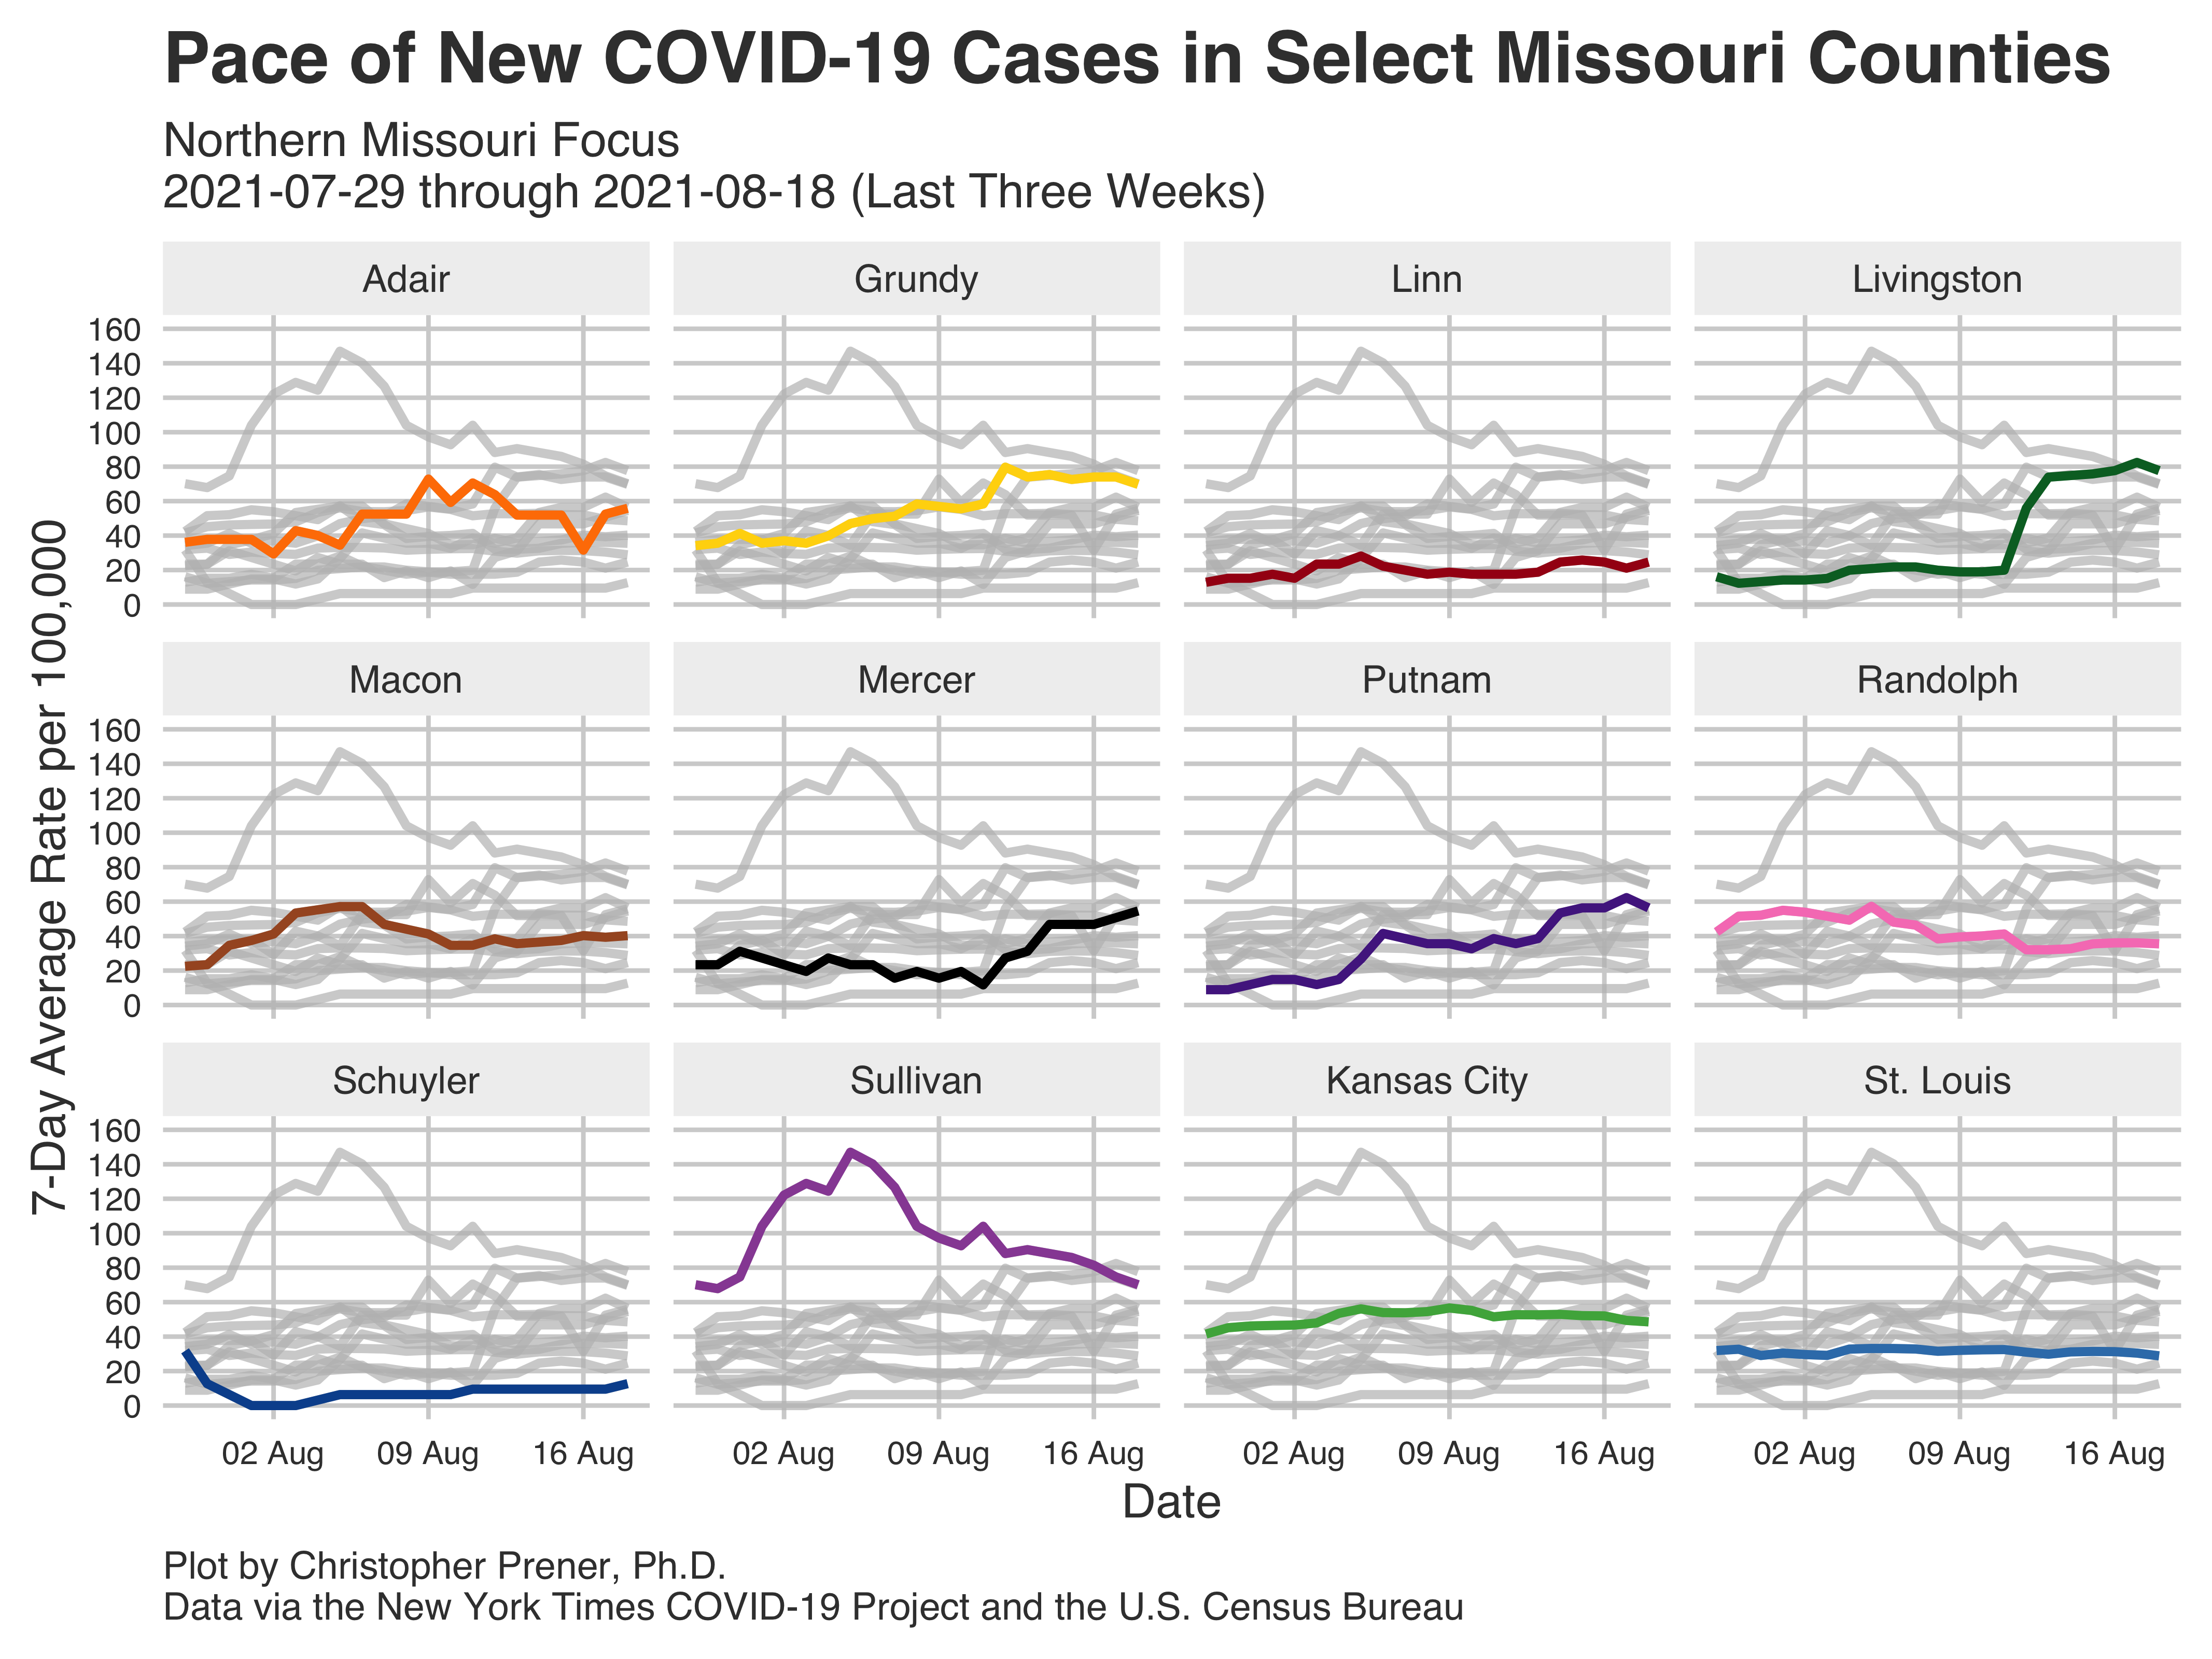 Pace of New COVID-19 Cases in Select Missouri Counties
Northern Missouri Focus
2021-07-29 through 2021-08-18 (Last Three Weeks)
7-Day Average Rate per 100,000
Adair Grundy Linn Livingston
160
140
120
100
80
60
40
20
0
Macon Mercer Putnam Randolph
160
140
120
100
80
60
40
20
0
Schuyler Sullivan Kansas City St. Louis
160
140
120
100
80
60
40
20
0
02 Aug 09 Aug 16 Aug 02 Aug 09 Aug 16 Aug 02 Aug 09 Aug 16 Aug 02 Aug 09 Aug 16 Aug
Date
Plot by Christopher Prener, Ph.D.
Data via the New York Times COVID-19 Project and the U.S. Census Bureau